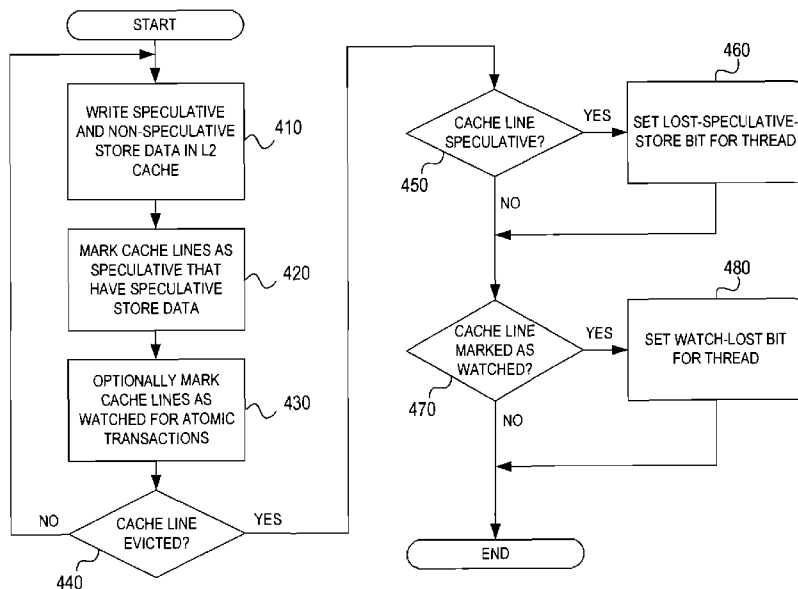 START
WRITE SPECULATIVE
AND NON-SPECULATIVE
STORE DATA IN L2
CACHE
410
MARK CACHE LINES AS
SPECULATIVE THAT
HAVE SPECULATIVE
STORE DATA
420
OPTIONALLY MARK
CACHE LINES AS
WATCHED FOR ATOMIC
TRANSACTIONS
430
NO
CACHE LINE
EVICTED?
YES
440
CACHE LINE
SPECULATIVE?
YES
450
NO
460
SET LOST-SPECULATIVE-
STORE BIT FOR THREAD
CACHE LINE
MARKED AS
WATCHED?
YES
470
NO
480
SET WATCH-LOST BIT
FOR THREAD
END